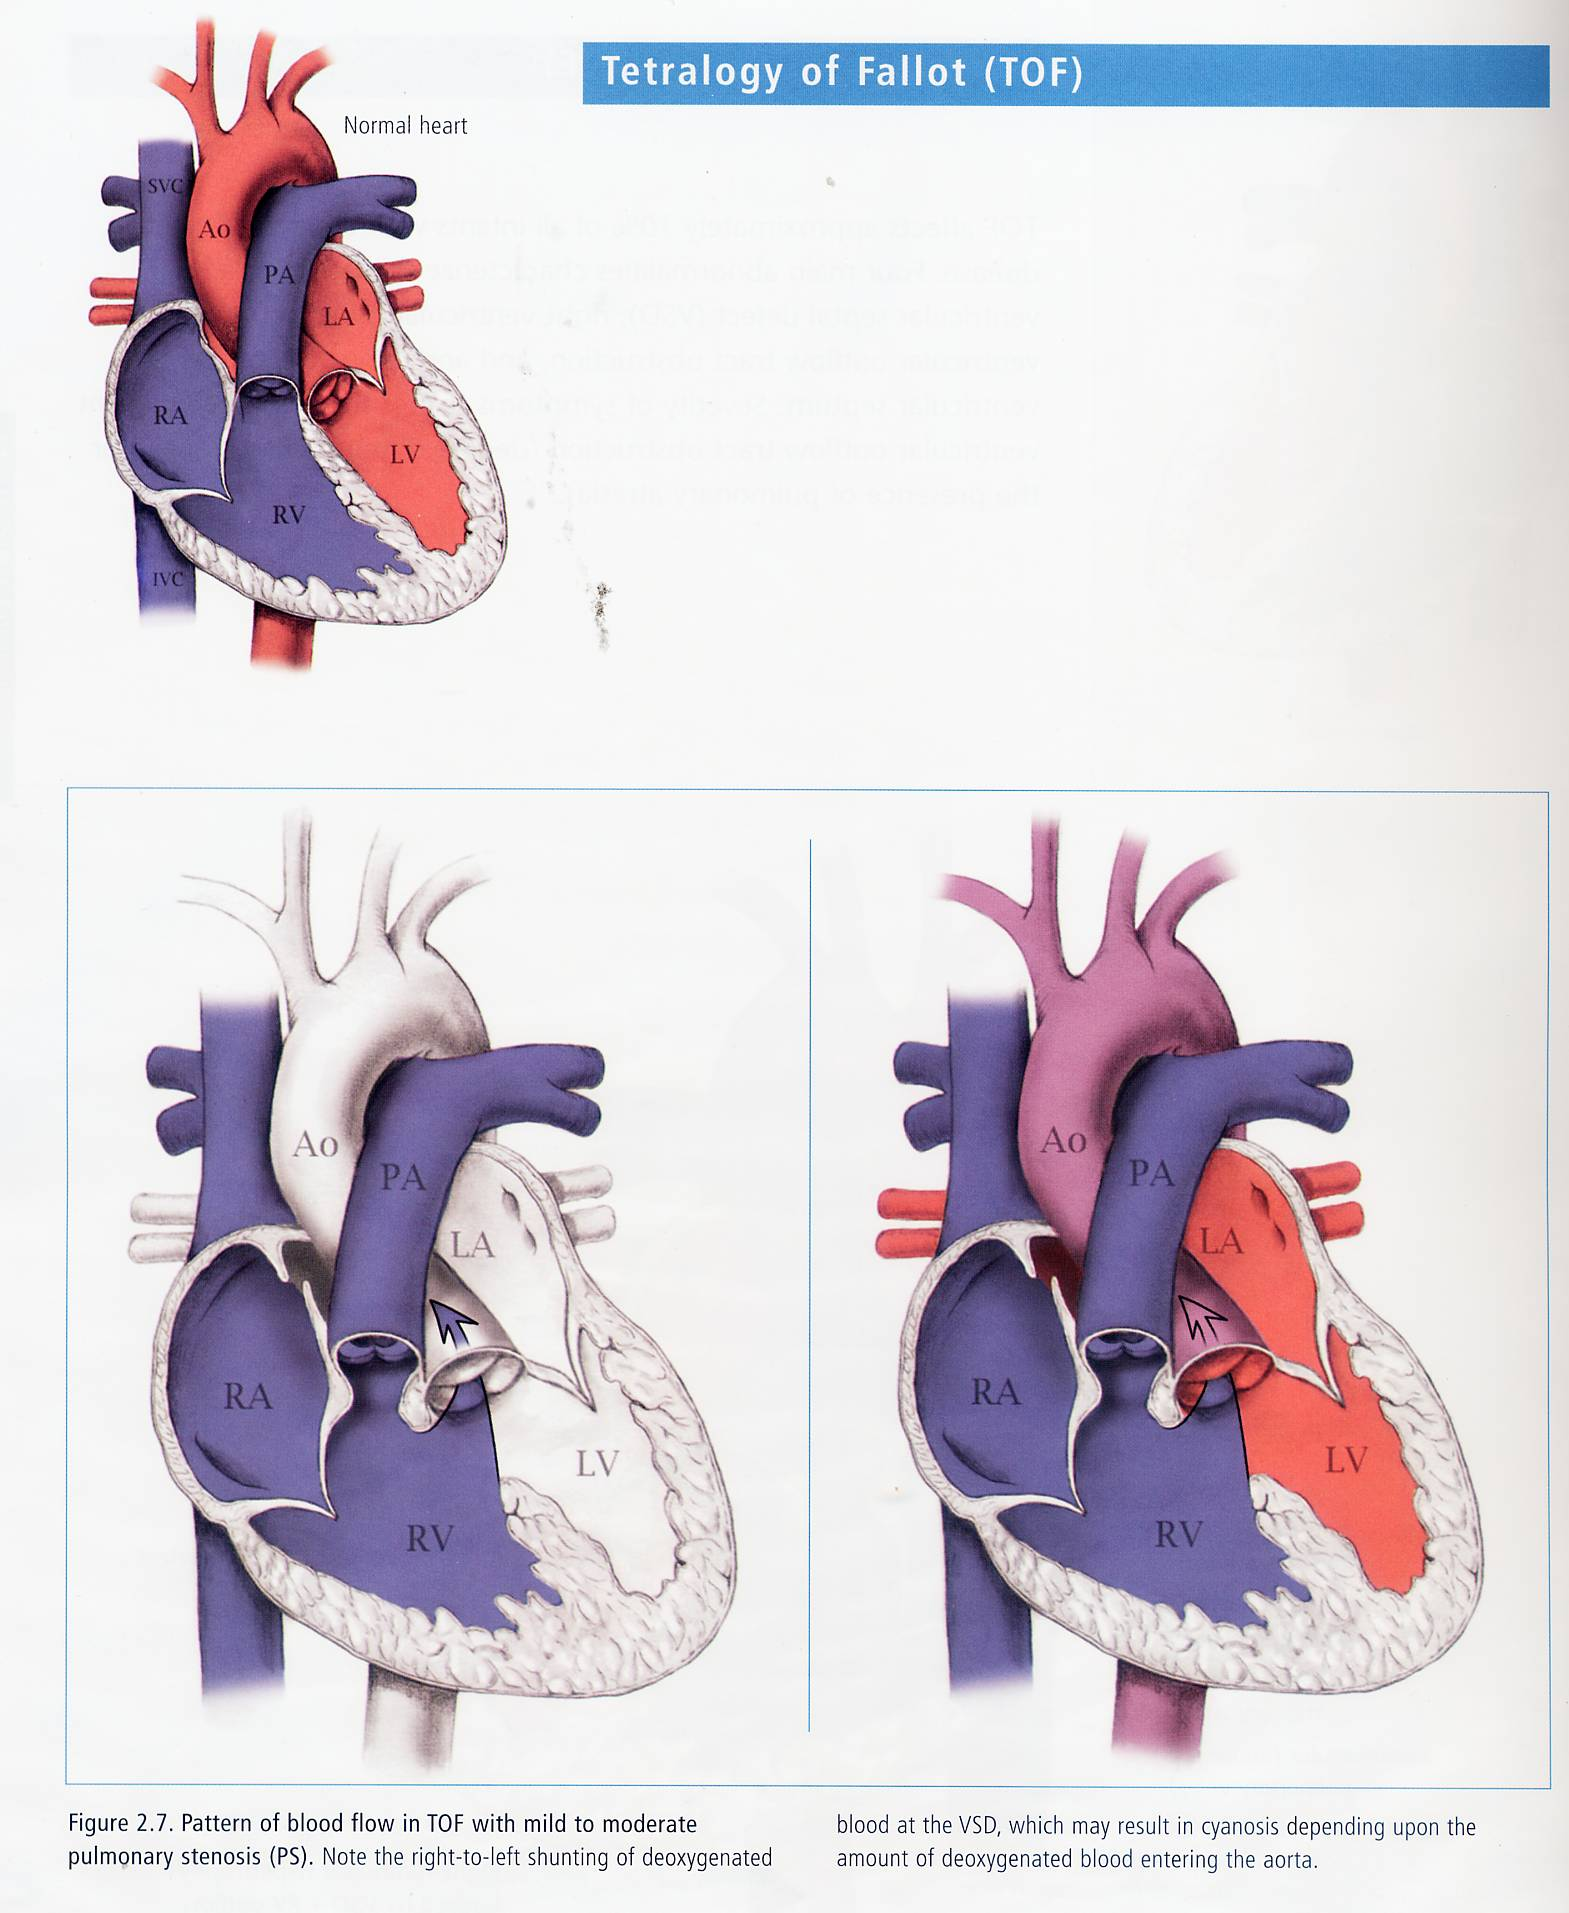 Tetralogy of Fallot (TOF)
Normal heart
SVC
Ao
PA
LA
RA
LV
RV
IVC
Ao
PA
LA
RA
LV
RV
Ao
PA
LA
RA
LV
RV
Figure 2.7. Pattern of blood flow in TOF with mild to moderate
pulmonary stenosis (PS). Note the right-to-left shunting of deoxygenated
blood at the VSD, which may result in cyanosis depending upon the
amount of deoxygenated blood entering the aorta.